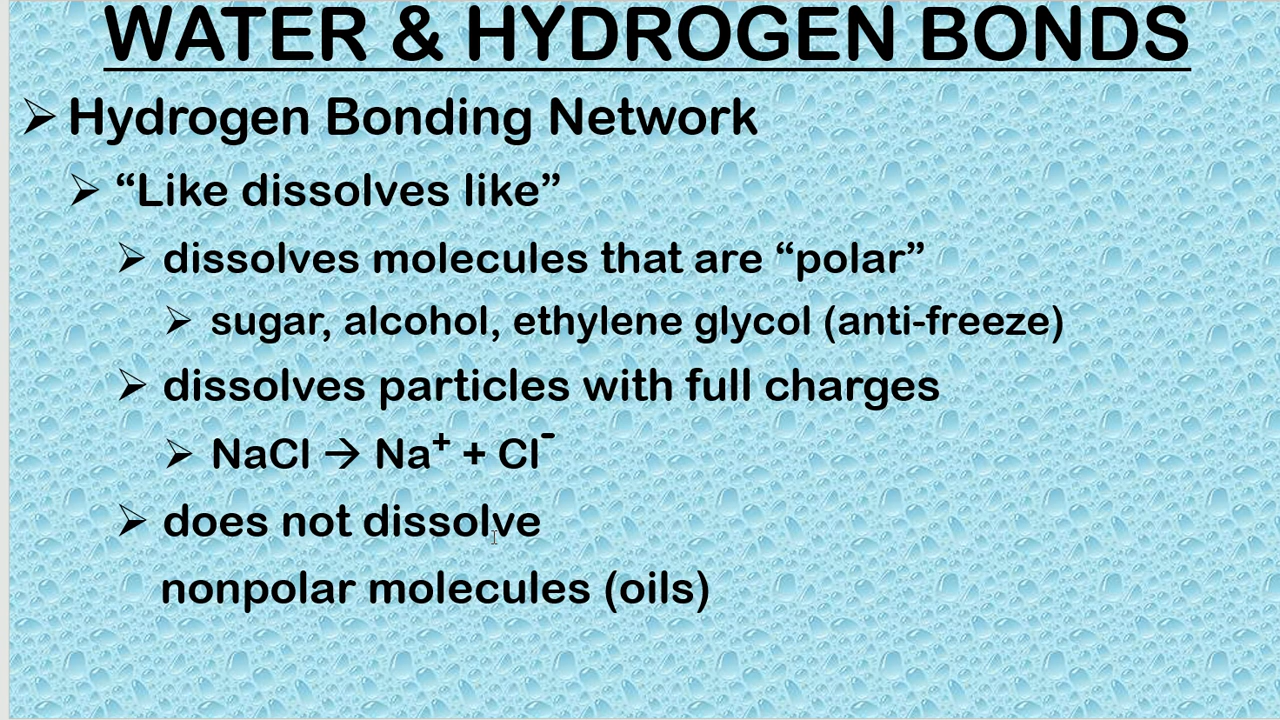 WATER & HYDROGEN BONDS
➢ Hydrogen Bonding Network
➢ “Like dissolves like”
➢ dissolves molecules that are “polar”
➢ sugar, alcohol, ethylene glycol (anti-freeze)
➢ dissolves particles with full charges
➢ NaCl → Na⁺ + Cl⁻
➢ does not dissolve
nonpolar molecules (oils)